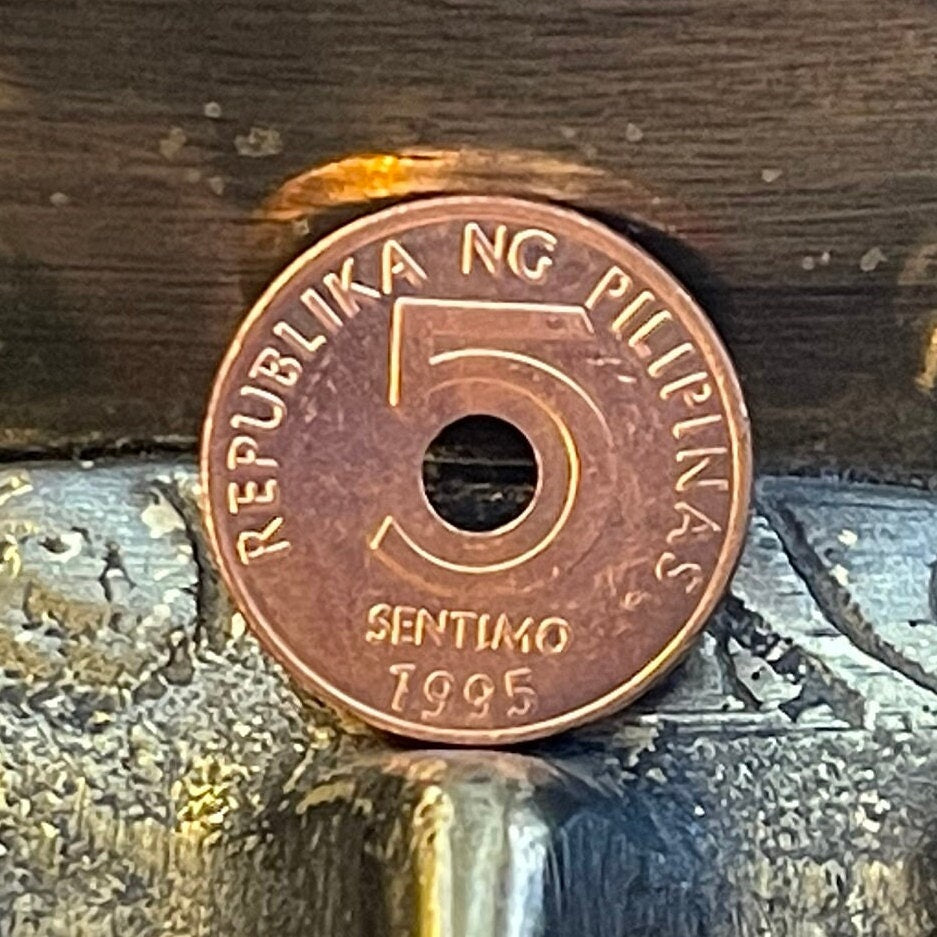 REPUBLIKA NG PILIPINAS
5
SENTIMO
1995